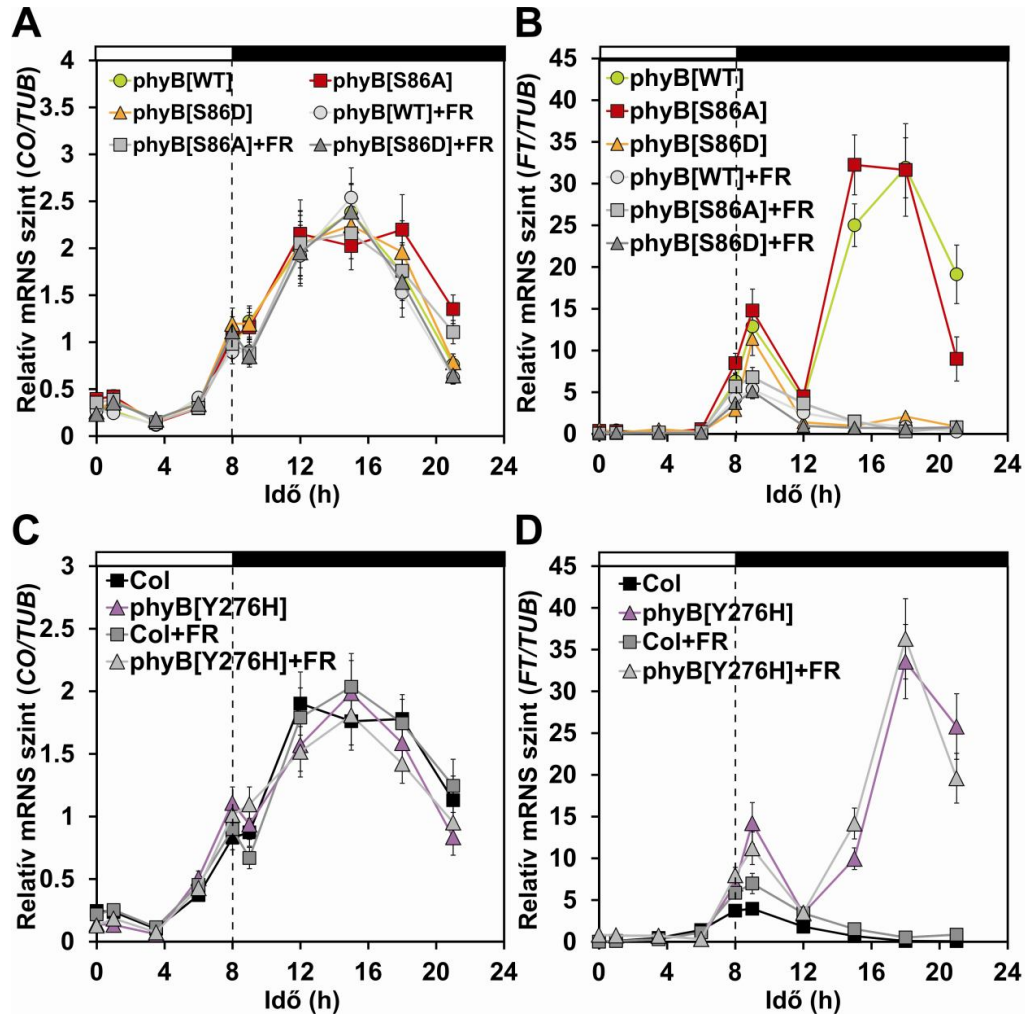 A
Relatív mRNS szint (CO/TUB)
4
3.5
3
2.5
2
1.5
1
0.5
0
phyB[WT]
phyB[S86A]
phyB[S86D]
phyB[WT]+FR
phyB[S86A]+FR
phyB[S86D]+FR
0 4 8 12 16 20 24
Idő (h)
B
Relatív mRNS szint (FT/TUB)
45
40
35
30
25
20
15
10
5
0
phyB[WT]
phyB[S86A]
phyB[S86D]
phyB[WT]+FR
phyB[S86A]+FR
phyB[S86D]+FR
0 4 8 12 16 20 24
Idő (h)
C
Relatív mRNS szint (CO/TUB)
3
2.5
2
1.5
1
0.5
0
Col
phyB[Y276H]
Col+FR
phyB[Y276H]+FR
0 4 8 12 16 20 24
Idő (h)
D
Relatív mRNS szint (FT/TUB)
45
40
35
30
25
20
15
10
5
0
Col
phyB[Y276H]
Col+FR
phyB[Y276H]+FR
0 4 8 12 16 20 24
Idő (h)